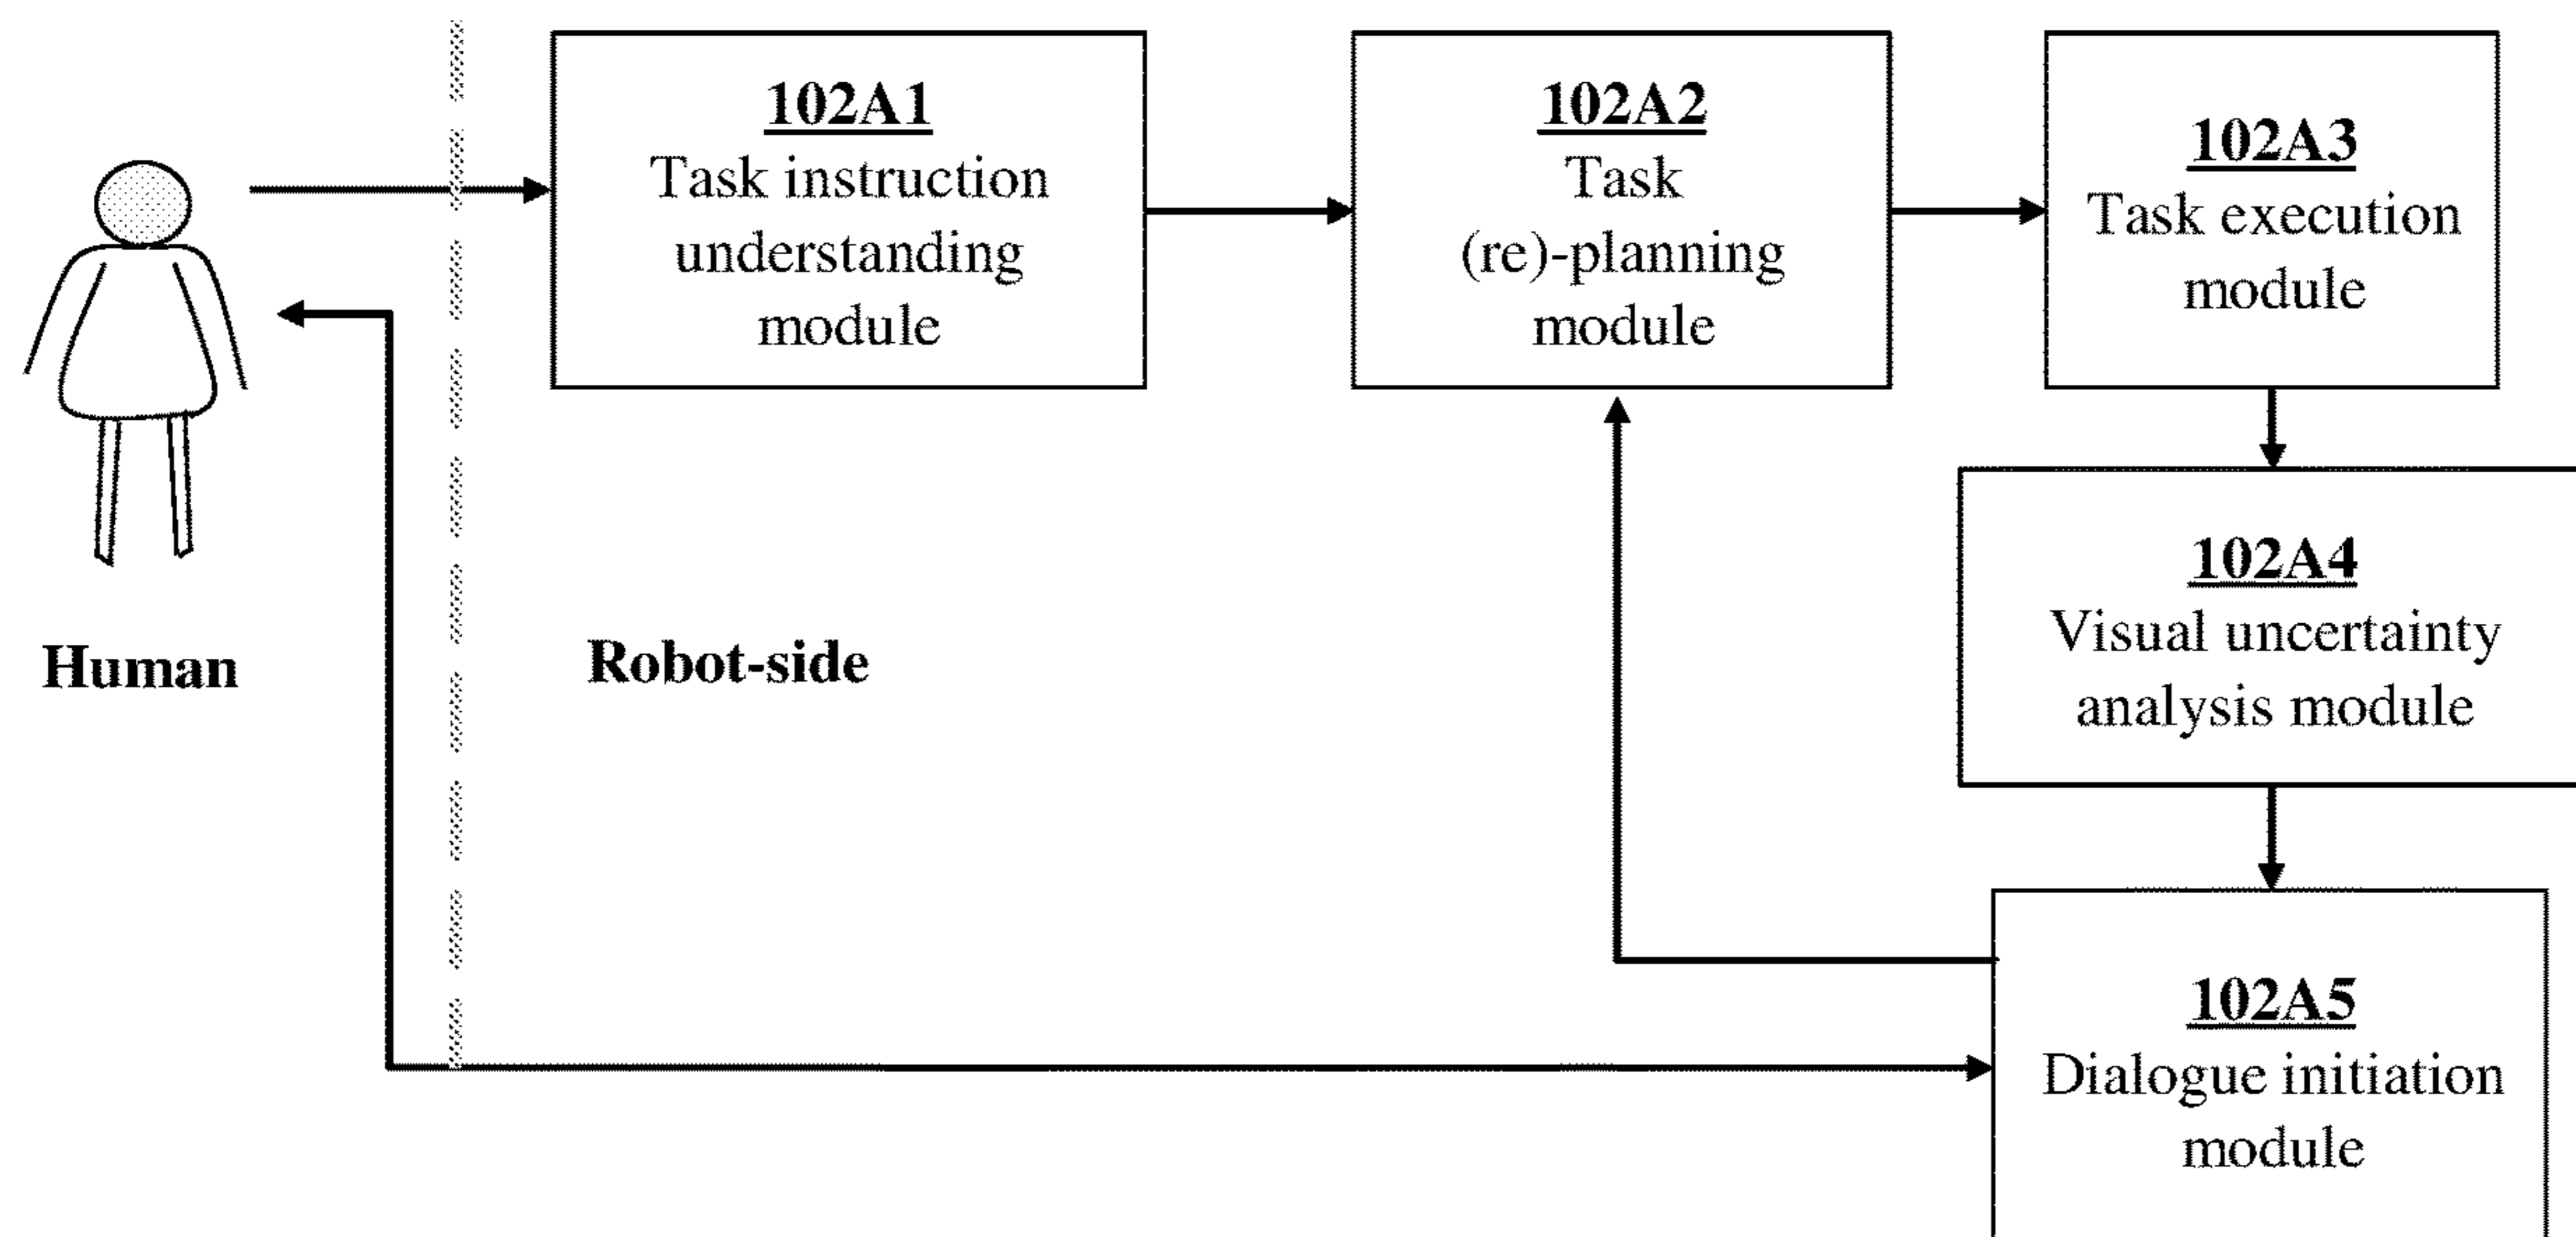 102A1
Task instruction
understanding
module
102A2
Task
(re)-planning
module
102A3
Task execution
module
102A4
Visual uncertainty
analysis module
Human
Robot-side
102A5
Dialogue initiation
module